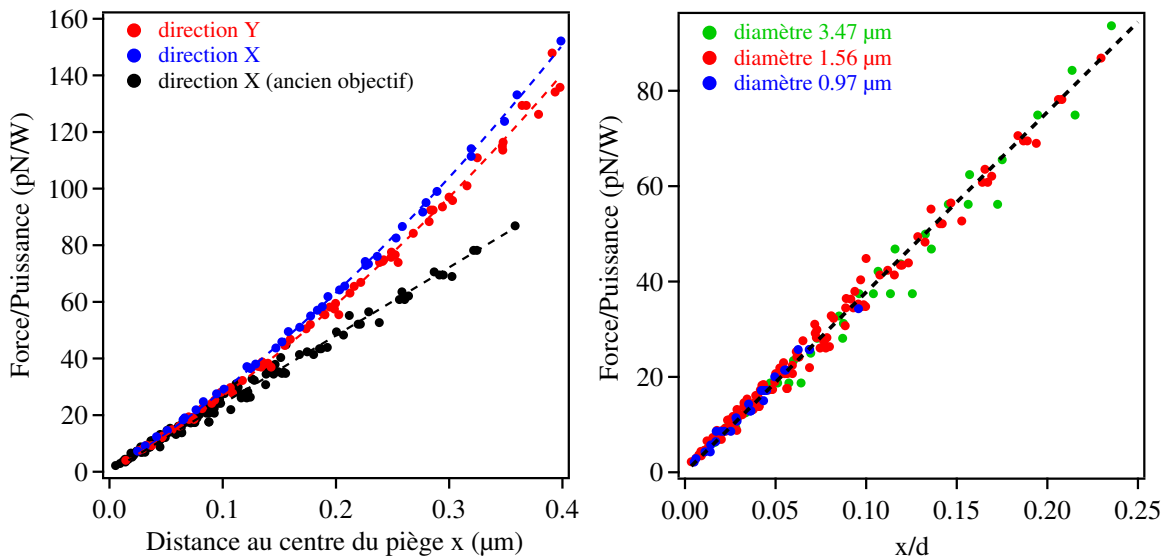 160
140
120
100
80
60
40
20
0
Force/Puissance (pN/W)
direction Y
direction X
direction X (ancien objectif)
0.0
0.1
0.2
0.3
0.4
Distance au centre du piège x (µm)
80
60
40
20
0
Force/Puissance (pN/W)
diamètre 3.47 µm
diamètre 1.56 µm
diamètre 0.97 µm
0.00
0.05
0.10
0.15
0.20
0.25
x/d